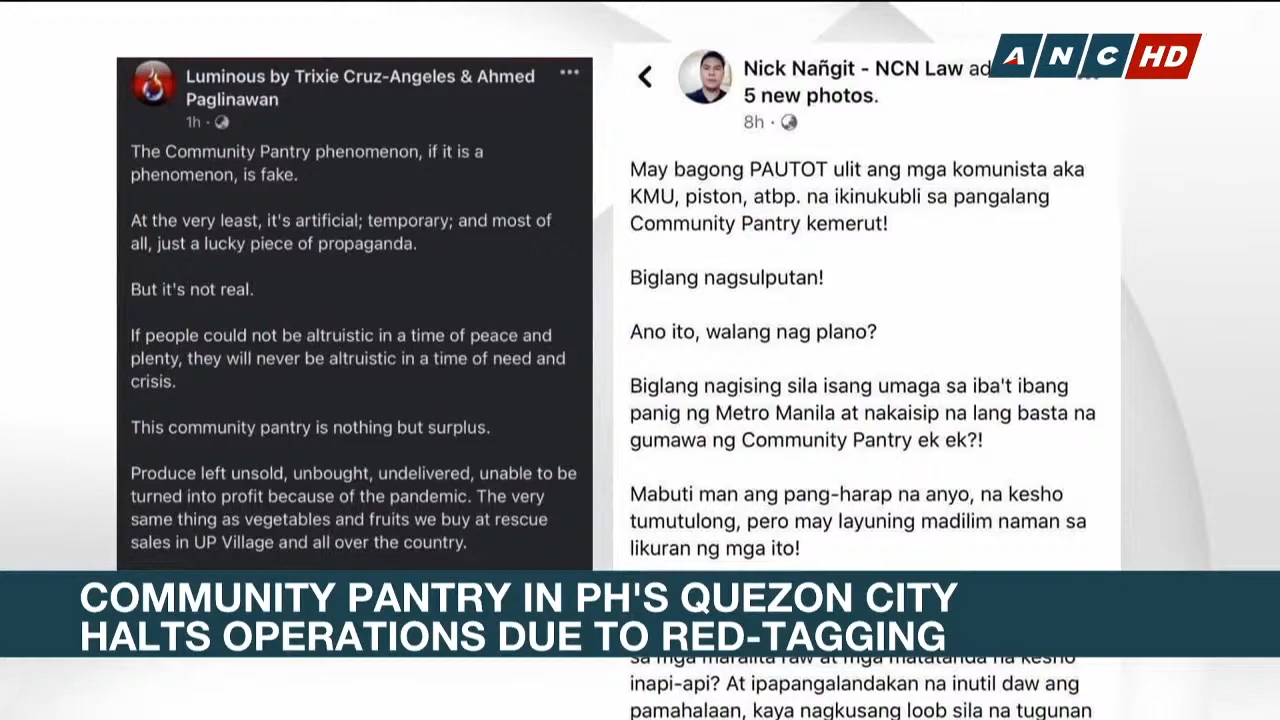 Luminous by Trixie Cruz-Angeles & Ahmed
Paglinawan
1h ·
The Community Pantry phenomenon, if it is a
phenomenon, is fake.
At the very least, it's artificial; temporary; and most of
all, just a lucky piece of propaganda.
But it's not real.
If people could not be altruistic in a time of peace and
plenty, they will never be altruistic in a time of need and
crisis.
This community pantry is nothing but surplus.
Produce left unsold, unbought, undelivered, unable to be
turned into profit because of the pandemic. The very
same thing as vegetables and fruits we buy at rescue
sales in UP Village and all over the country.
Nick Nañgit - NCN Law
5 new photos.
8h ·
May bagong PAUTOT ulit ang mga komunista aka
KMU, piston, atbp. na ikinukubli sa pangalang
Community Pantry kemerut!
Biglang nagsulputan!
Ano ito, walang nag plano?
Biglang nagising sila isang umaga sa iba't ibang
panig ng Metro Manila at nakaisip na lang basta na
gumawa ng Community Pantry ek ek?!
Mabuti man ang pang-harap na anyo, na kesho
tumutulong, pero may layuning madilim naman sa
likuran ng mga ito!
sa mga maralita raw at mga matatanda na kesho
inapi-api? At ipapangalandakan na inutil daw ang
pamahalaan, kaya nagkusang loob sila na tugunan
ANC HD
COMMUNITY PANTRY IN PH'S QUEZON CITY
HALTS OPERATIONS DUE TO RED-TAGGING